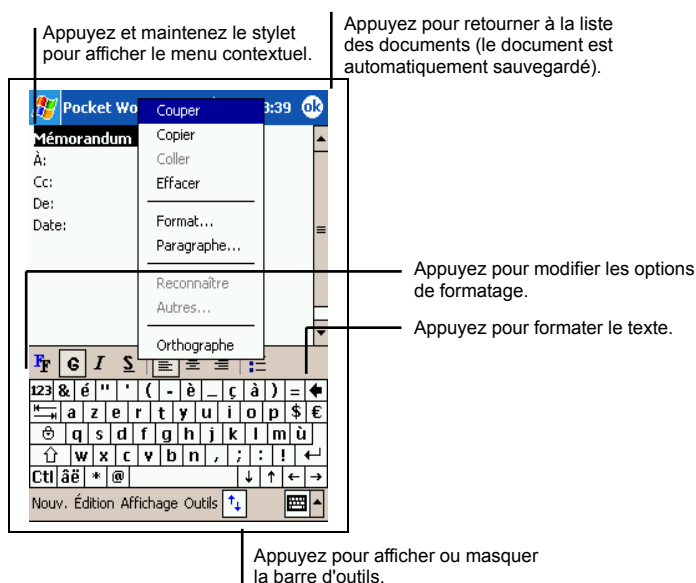 Appuyez et maintenez le stylet
pour afficher le menu contextuel.
Appuyez pour retourner à la liste
des documents (le document est
automatiquement sauvegardé).
Pocket Wo
3:39 ok
Couper
Copier
Coller
Effacer
Format...
Paragraphe...
Reconnaître
Autres...
Orthographe
Mémorandum
À:
Cc:
De:
Date:
Appuyez pour modifier les options
de formatage.
Appuyez pour formater le texte.
FF G I S
123 & é " ' ( - è _ ç à ) =
a z e r t y u i o p $ €
q s d f g h j k l m ù
w x c v b n , ; : !
Ctl âë * @ ↓ ↑ ← →
Nouv. Édition Affichage Outils
Appuyez pour afficher ou masquer
la barre d'outils.